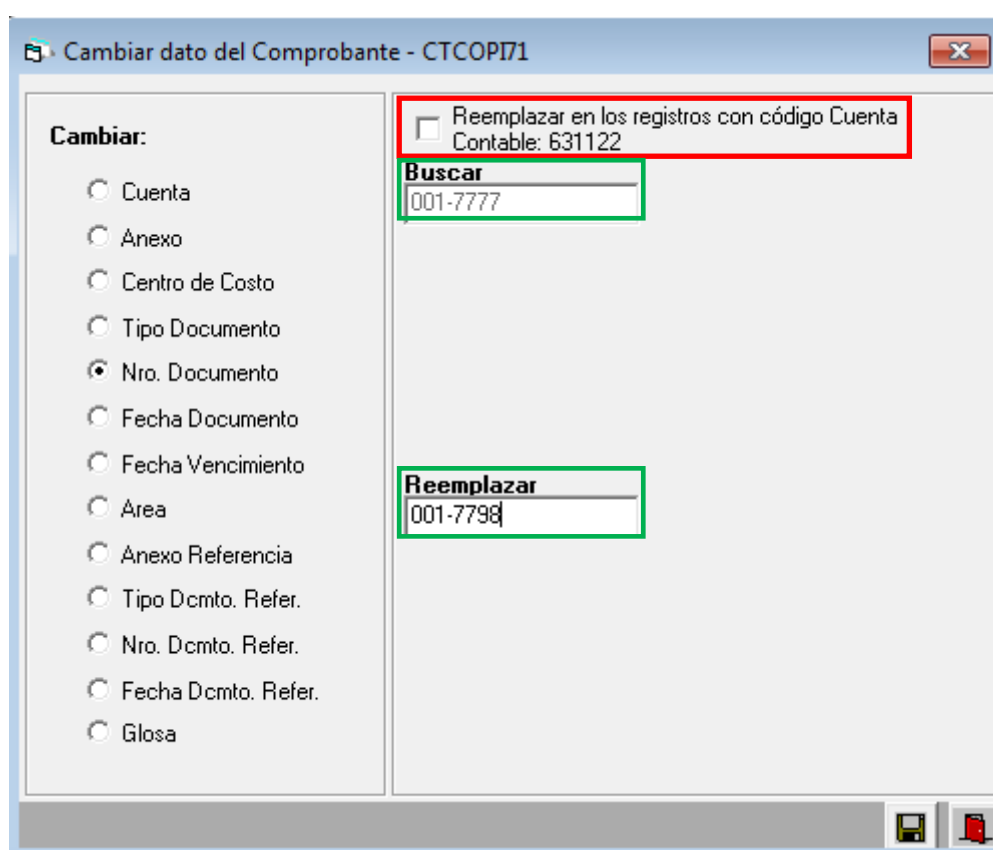 Cambiar dato del Comprobante - CTCOPI71
Cambiar:
Cuenta
Anexo
Centro de Costo
Tipo Documento
Nro. Documento
Fecha Documento
Fecha Vencimiento
Area
Anexo Referencia
Tipo Dcmto. Refer.
Nro. Dcmto. Refer.
Fecha Dcmto. Refer.
Glosa
Reemplazar en los registros con código Cuenta
Contable: 631122
Buscar
001-7777
Reemplazar
001-7798